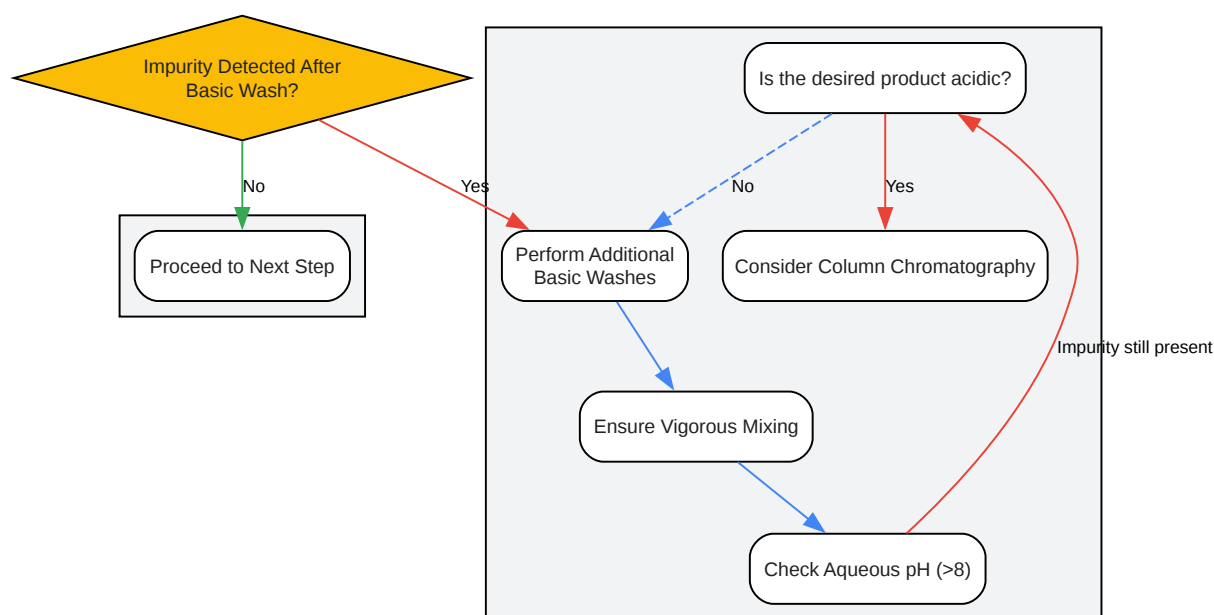 Impurity Detected After
Basic Wash?
Is the desired product acidic?
No
Yes
No
Yes
Proceed to Next Step
Perform Additional
Basic Washes
Consider Column Chromatography
Impurity still present
Ensure Vigorous Mixing
Check Aqueous pH (>8)